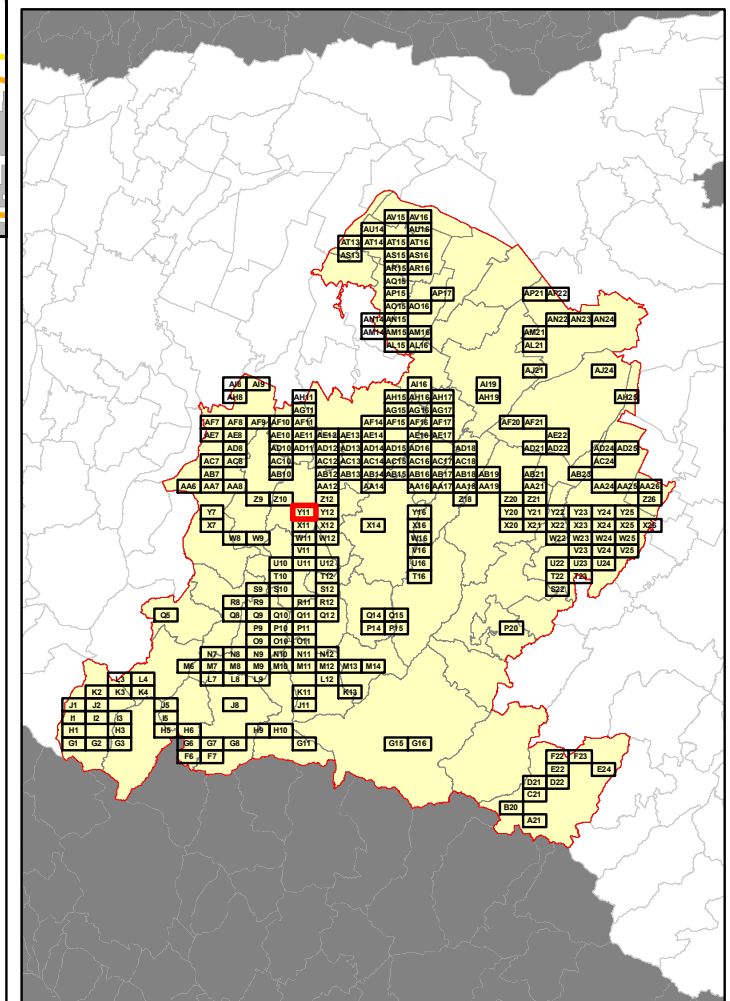 AV15 AV16
AU14 AU16
AT13 AT14 AT15 AT16
AS13 AS15 AS16
AR15 AR16
AQ15
AP15 AP17 AP21 AP22
AO15 AO16
AM14 AN15 AN22 AN23 AN24
AM14 AM15 AM16 AM21
AL15 AL16 AL21
AJ21 AJ24
AI8 AI9 AI16 AI19
AH8 AH11 AH15 AH16 AH17 AH19 AH25
AG11 AG15 AG16 AG17
AF7 AF8 AF9 AF10 AF11 AF14 AF15 AF16 AF17 AF20 AF21
AE7 AE8 AE10 AE11 AE12 AE13 AE14 AE16 AE17 AE22
AD8 AD10 AD11 AD12 AD13 AD14 AD15 AD16 AD18 AD21 AD22 AD24 AD25
AC7 AC8 AC10 AC12 AC13 AC14 AC15 AC16 AC17 AC18 AC24
AB7 AB10 AB12 AB13 AB14 AB15 AB16 AB17 AB18 AB19 AB21 AB23
AA6 AA7 AA8 AA12 AA14 AA16 AA17 AA18 AA19 AA21 AA24 AA25 AA26
Z9 Z10 Z12 Z18 Z20 Z21 Z26
Y7 Y11 Y12 Y16 Y20 Y21 Y22 Y23 Y24 Y25
X7 X11 X12 X14 X16 X20 X21 X22 X23 X24 X25 X26
W8 W9 W11 W12 W16 W22 W23 W24 W25
V11 V16 V23 V24 V25
U10 U11 U12 U16 U22 U23 U24
T10 T12 T16 T22 T23
S9 S10 S12 S22
R8 R9 R11 R12
Q5 Q8 Q9 Q10 Q11 Q12 Q14 Q15
P9 P10 P11 P14 P15 P20
O9 O10 O11
N7 N8 N9 N10 N11 N12
M6 M7 M8 M9 M10 M11 M12 M13 M14
L3 L4 L7 L8 L9 L12
K2 K3 K4 K11 K13
J1 J2 J5 J8 J11
I1 I2 I3 I5
H1 H3 H5 H6 H9 H10
G1 G2 G3 G6 G7 G8 G11 G15 G16
F6 F7 F22 F23
E22 E24
D21 D22
C21
B20
A21